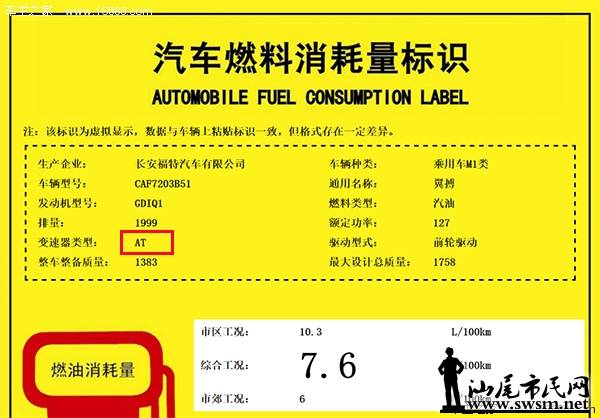 车主之家 www.16888.com
汽车燃料消耗量标识
AUTOMOBILE FUEL CONSUMPTION LABEL
注：该标识为虚拟显示，数据与车辆上粘贴标识一致，但格式存在一定差异。
生产企业： 长安福特汽车有限公司 车辆种类： 乘用车M1类
车辆型号： CAF7203B51 通用名称： 翼搏
发动机型号： GDIQ1 燃料类型： 汽油
排量： 1999 额定功率： 127
变速器类型： AT 驱动型式： 前轮驱动
整车整备质量： 1383 最大设计总质量： 1758
市区工况： 10.3 L/100km
燃油消耗量
综合工况： 7.6 /100km
市郊工况： 6
汕尾市民网
www.swsm.net